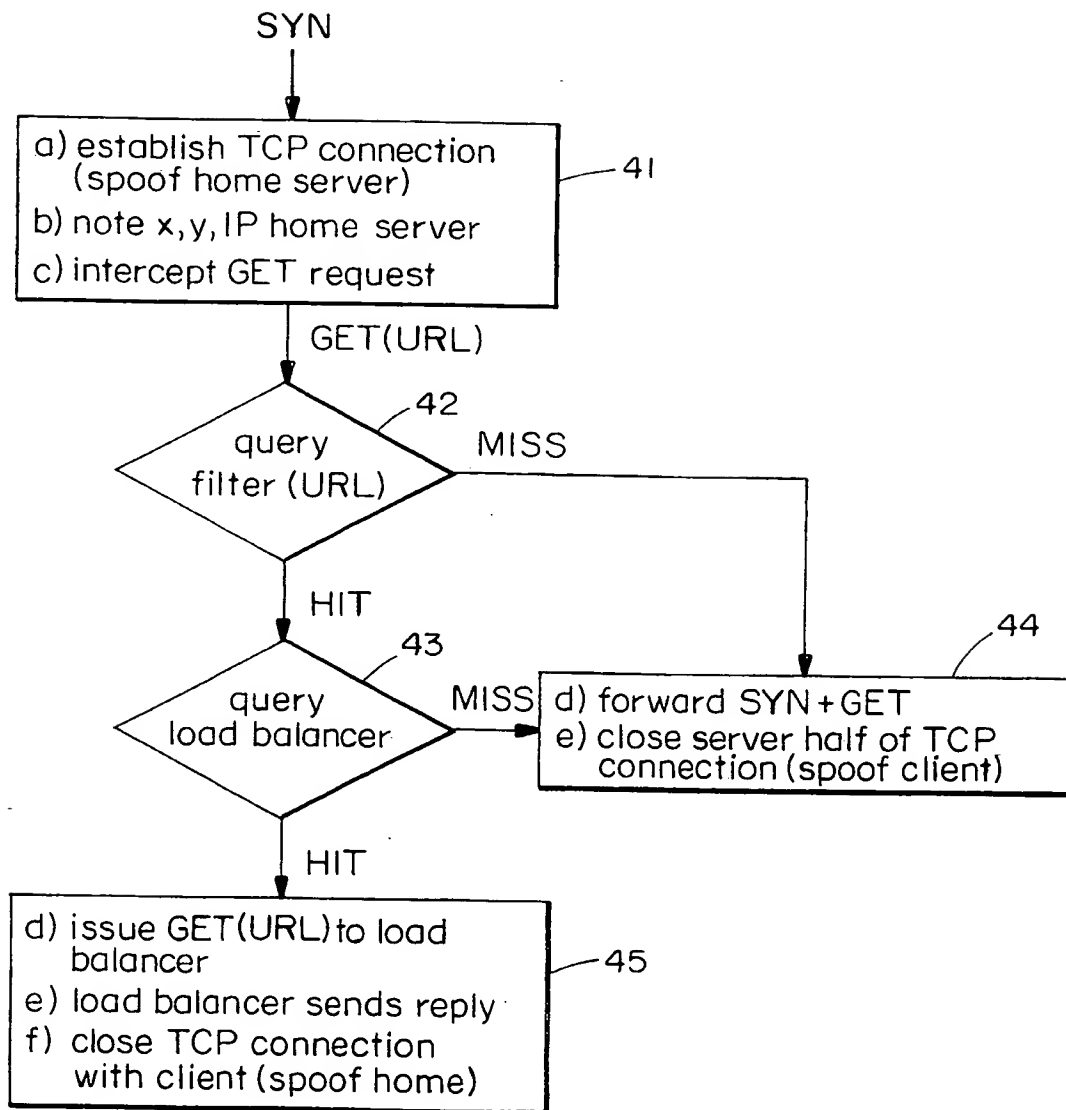 SYN
a) establish TCP connection
(spoof home server)
b) note x, y, IP home server
c) intercept GET request
41
GET(URL)
42
query
filter (URL)
MISS
HIT
43
query
load balancer
MISS
44
d) forward SYN+GET
e) close server half of TCP
connection (spoof client)
HIT
d) issue GET(URL) to load
balancer
e) load balancer sends reply
f) close TCP connection
with client (spoof home)
45